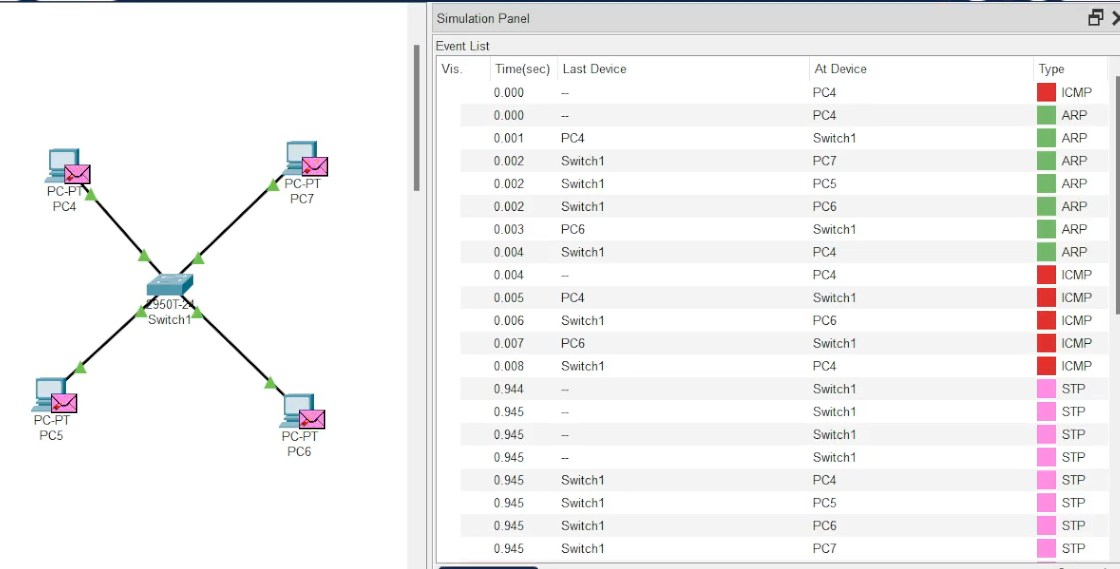 Simulation Panel
Event List
Vis. Time(sec) Last Device At Device Type
0.000 -- PC4 ICMP
0.000 -- PC4 ARP
0.001 PC4 Switch1 ARP
0.002 Switch1 PC7 ARP
0.002 Switch1 PC5 ARP
0.002 Switch1 PC6 ARP
0.003 PC6 Switch1 ARP
0.004 Switch1 PC4 ARP
0.004 -- PC4 ICMP
0.005 PC4 Switch1 ICMP
0.006 Switch1 PC6 ICMP
0.007 PC6 Switch1 ICMP
0.008 Switch1 PC4 ICMP
0.944 -- Switch1 STP
0.945 -- Switch1 STP
0.945 -- Switch1 STP
0.945 -- Switch1 STP
0.945 Switch1 PC4 STP
0.945 Switch1 PC5 STP
0.945 Switch1 PC6 STP
0.945 Switch1 PC7 STP
PC-PT
PC4
PC-PT
PC7
2950T-24
Switch1
PC-PT
PC5
PC-PT
PC6